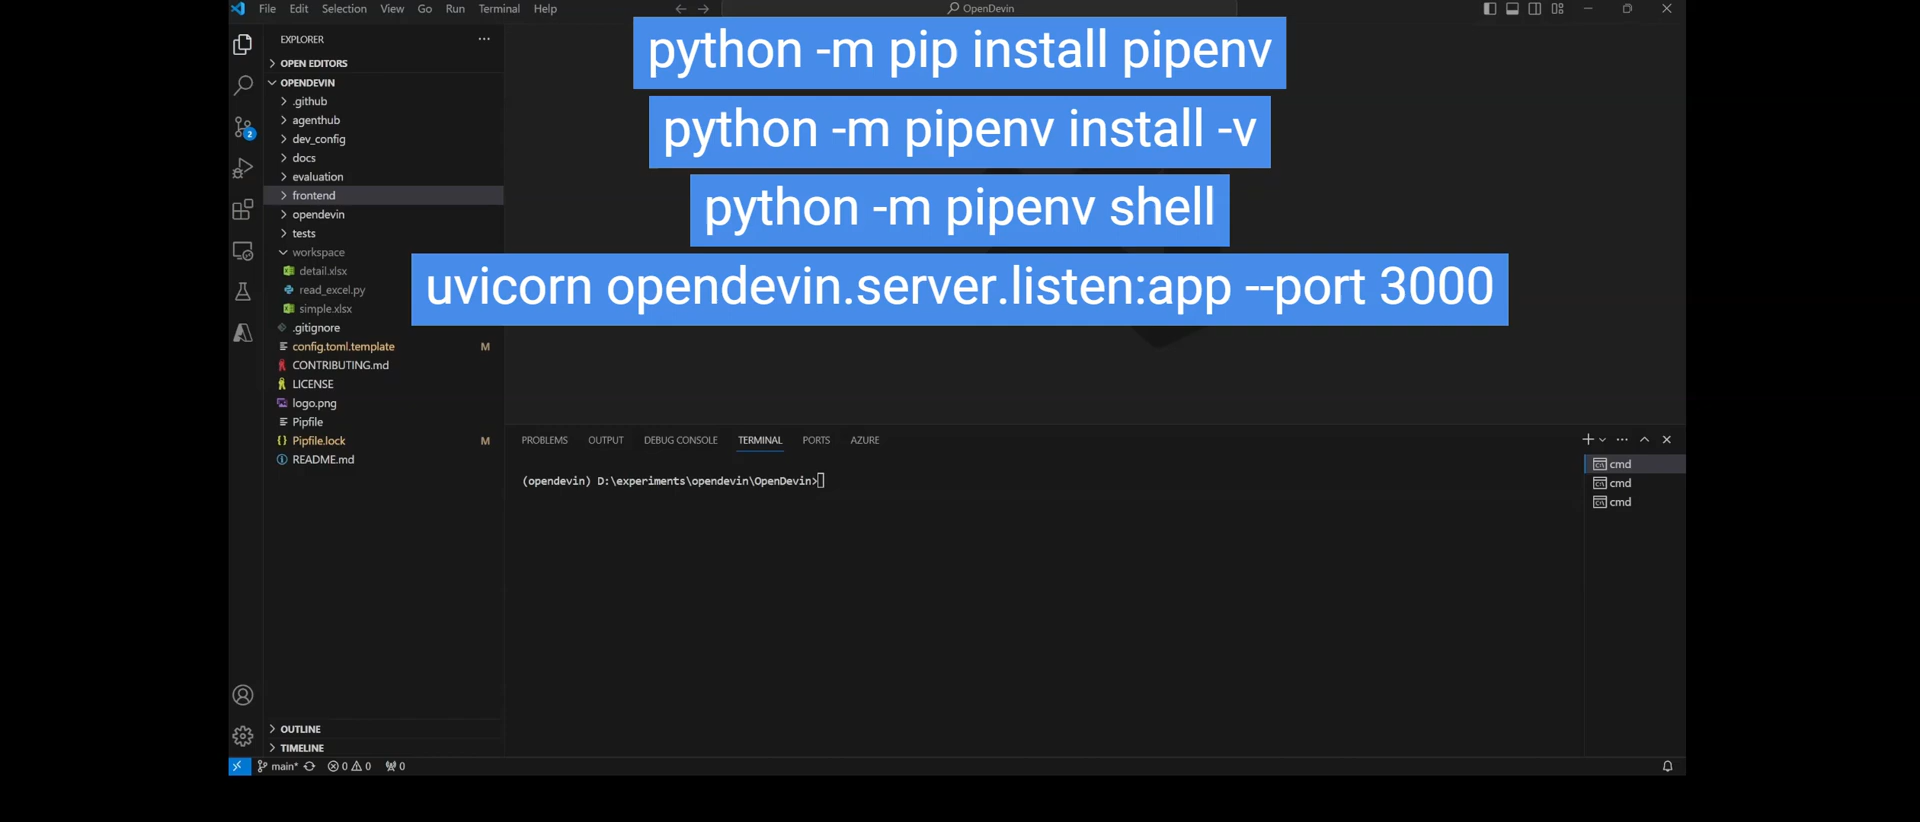 File Edit Selection View Go Run Terminal Help
OpenDevin
EXPLORER
OPEN EDITORS
OPENDEVIN
.github
agenthub
dev_config
docs
evaluation
frontend
opendevin
tests
workspace
detail.xlsx
read_excel.py
simple.xlsx
.gitignore
config.toml.template M
CONTRIBUTING.md
LICENSE
logo.png
Pipfile
Pipfile.lock M
README.md
OUTLINE
TIMELINE
2
python -m pip install pipenv
python -m pipenv install -v
python -m pipenv shell
uvicorn opendevin.server.listen:app --port 3000
PROBLEMS OUTPUT DEBUG CONSOLE TERMINAL PORTS AZURE
(opendevin) D:\experiments\opendevin\OpenDevin>
cmd
cmd
cmd
main* 0 0 0